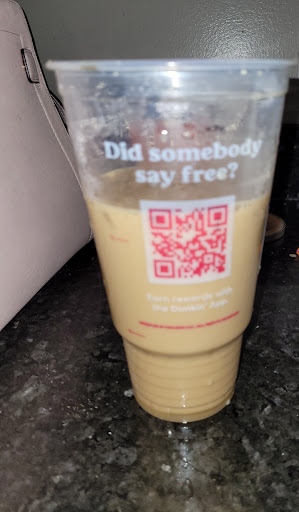 Did somebody
say free?
Earn rewards with
the Dunkin' App.